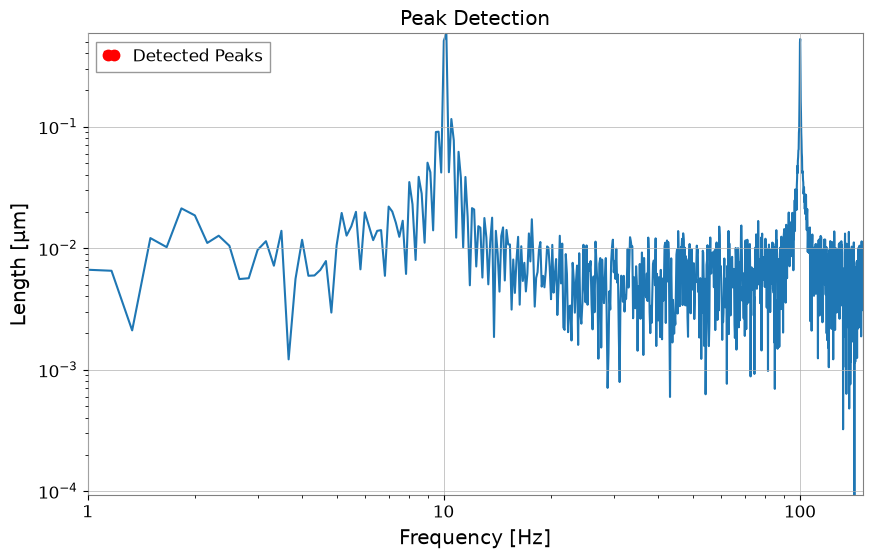 Peak Detection
Detected Peaks
Length [μm]
10⁻¹
10⁻²
10⁻³
10⁻⁴
1
10
100
Frequency [Hz]